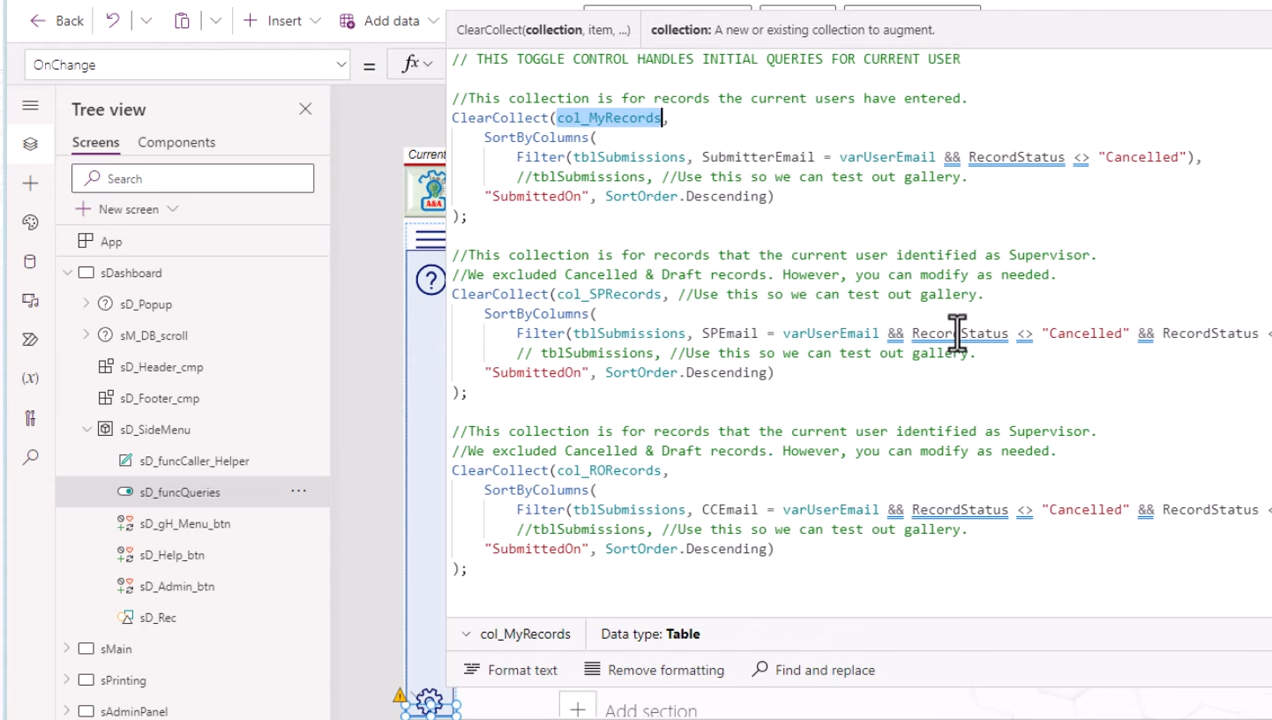 Back
Insert
Add data
ClearCollect(collection, item, ...)
collection: A new or existing collection to augment.
OnChange
=
fx
Tree view
Screens
Components
Search
New screen
App
sDashboard
sD_Popup
sM_DB_scroll
sD_Header_cmp
sD_Footer_cmp
sD_SideMenu
sD_funcCaller_Helper
sD_funcQueries
sD_gH_Menu_btn
sD_Help_btn
sD_Admin_btn
sD_Rec
sMain
sPrinting
sAdminPanel
Current
A&A
// THIS TOGGLE CONTROL HANDLES INITIAL QUERIES FOR CURRENT USER
//This collection is for records the current users have entered.
ClearCollect(col_MyRecords,
SortByColumns(
Filter(tblSubmissions, SubmitterEmail = varUserEmail && RecordStatus <> "Cancelled"),
//tblSubmissions, //Use this so we can test out gallery.
"SubmittedOn", SortOrder.Descending)
);
//This collection is for records that the current user identified as Supervisor.
//We excluded Cancelled & Draft records. However, you can modify as needed.
ClearCollect(col_SPRecords, //Use this so we can test out gallery.
SortByColumns(
Filter(tblSubmissions, SPEmail = varUserEmail && RecordStatus <> "Cancelled" && RecordStatus <
// tblSubmissions, //Use this so we can test out gallery.
"SubmittedOn", SortOrder.Descending)
);
//This collection is for records that the current user identified as Supervisor.
//We excluded Cancelled & Draft records. However, you can modify as needed.
ClearCollect(col_RORecords,
SortByColumns(
Filter(tblSubmissions, CCEmail = varUserEmail && RecordStatus <> "Cancelled" && RecordStatus <
//tblSubmissions, //Use this so we can test out gallery.
"SubmittedOn", SortOrder.Descending)
);
col_MyRecords
Data type: Table
Format text
Remove formatting
Find and replace
Add section